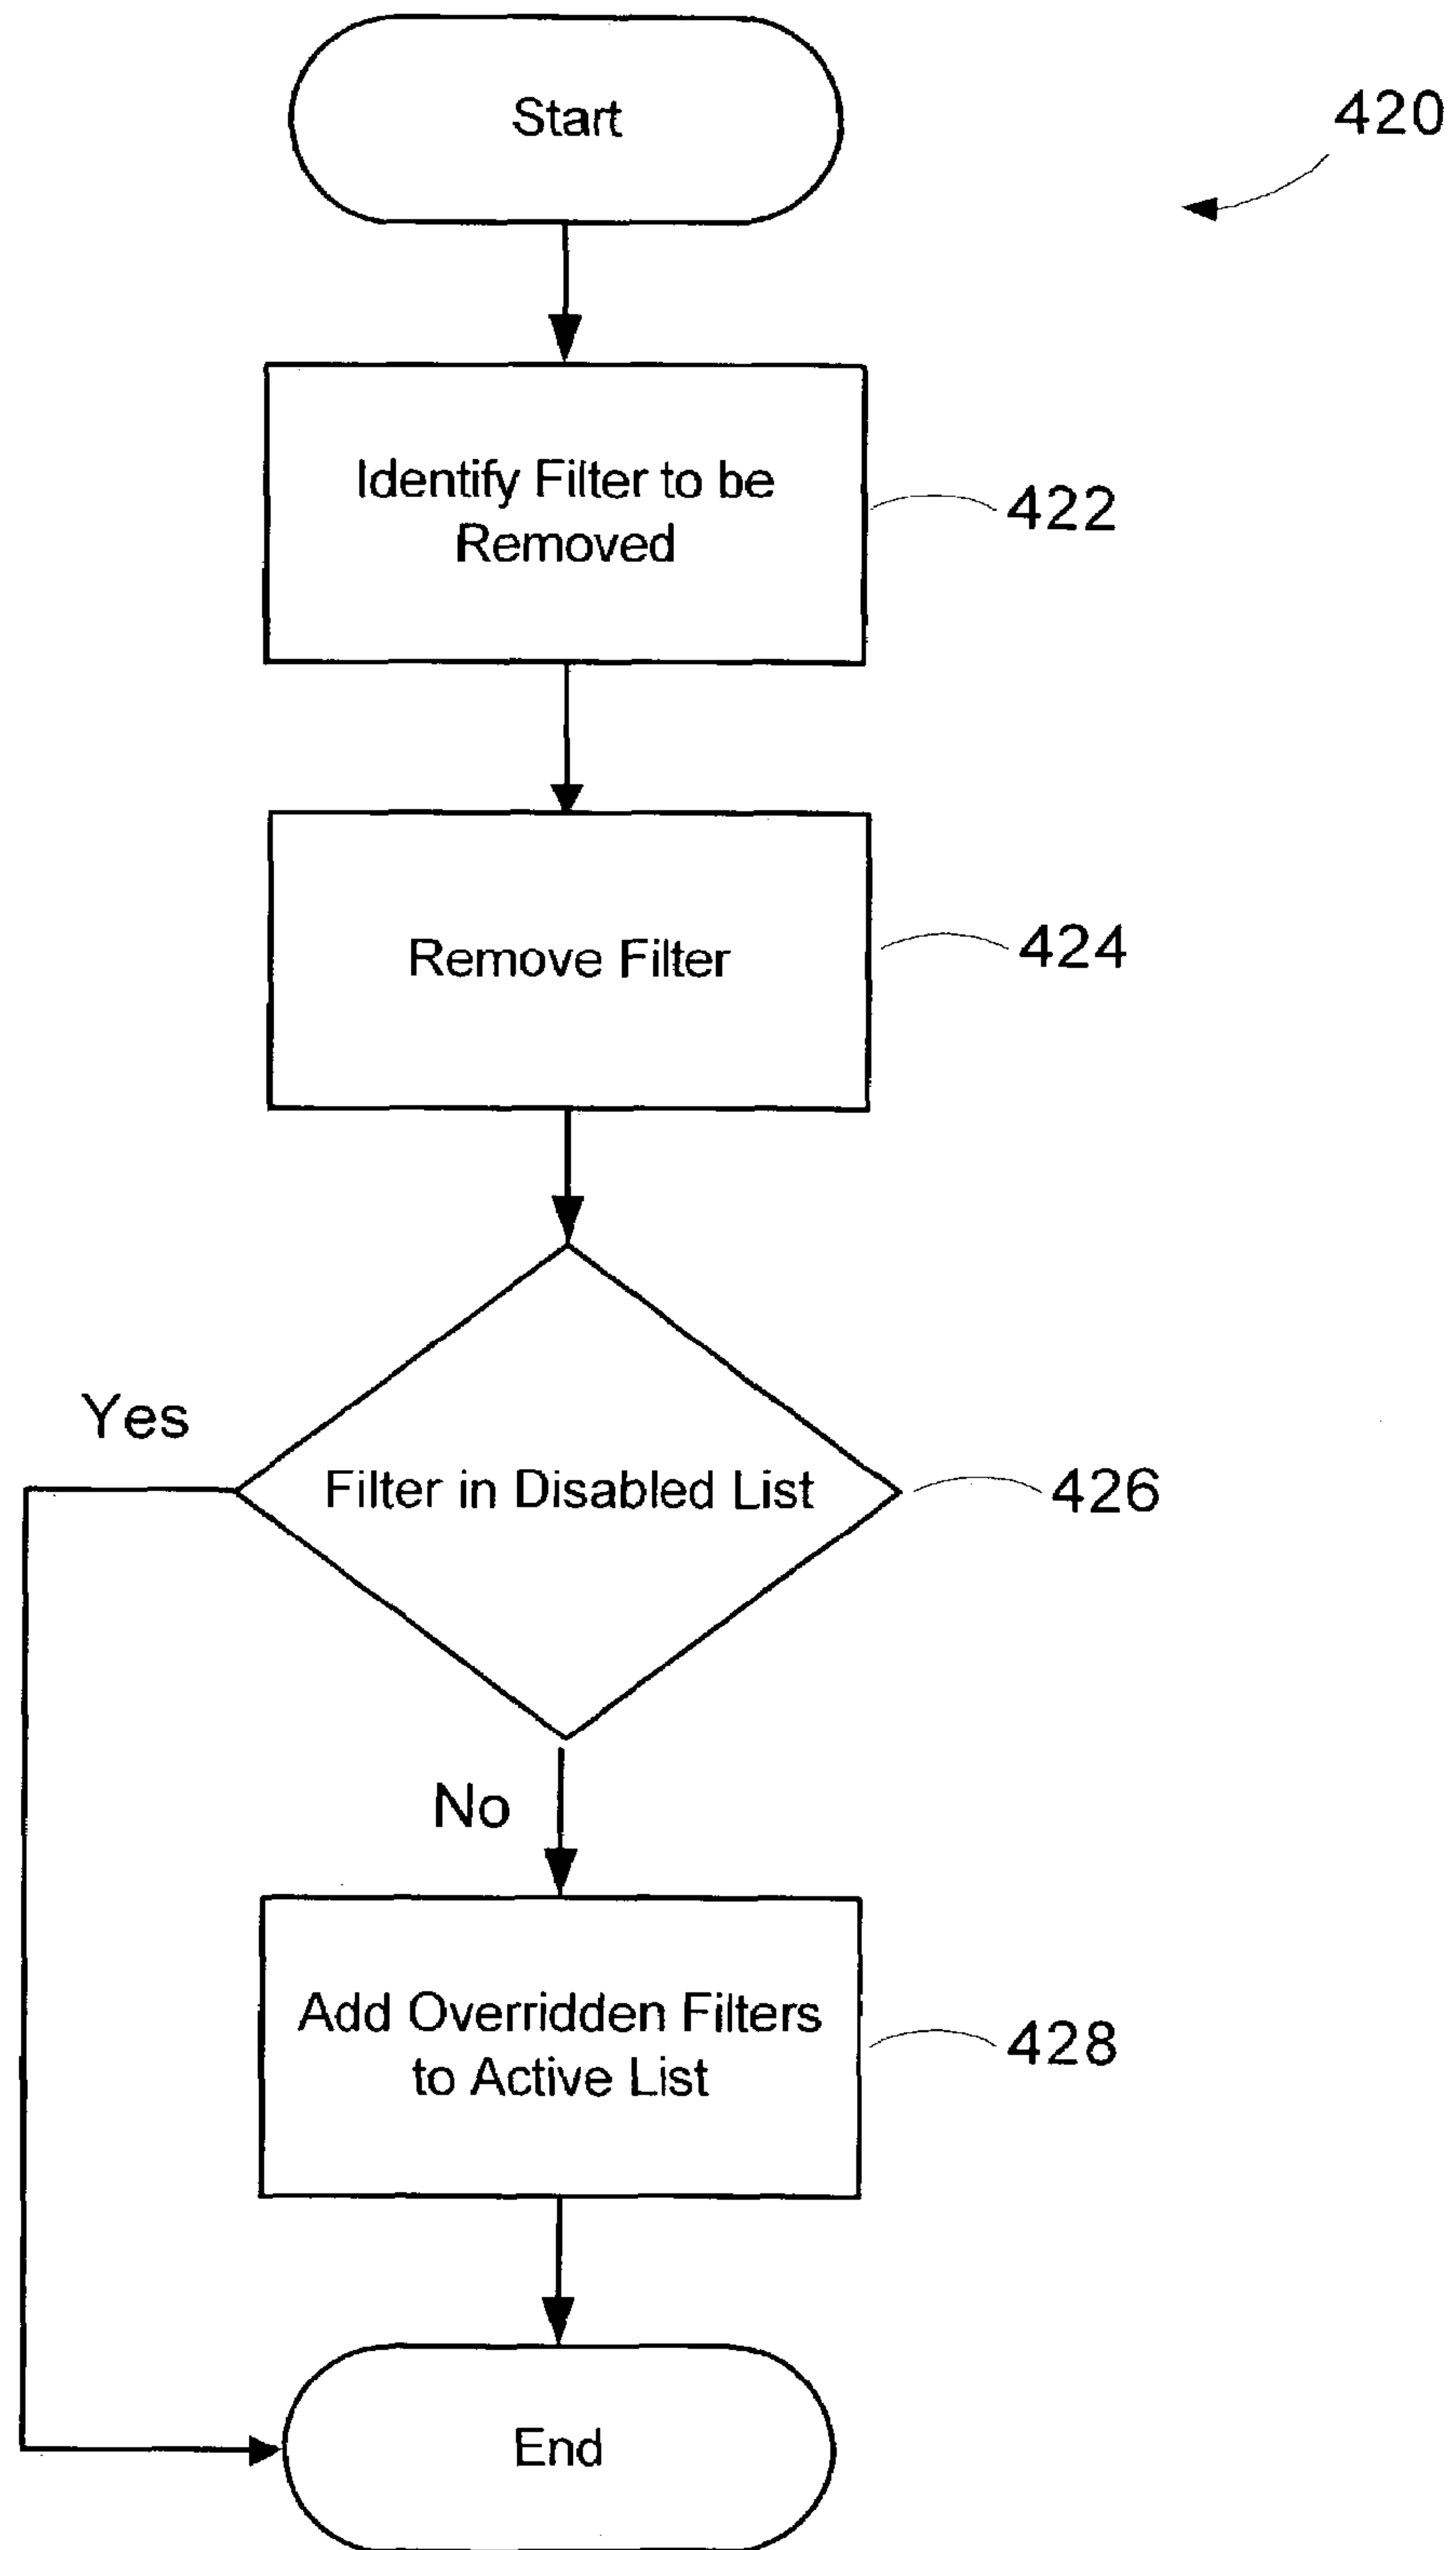 Start
420
Identify Filter to be
Removed
422
Remove Filter
424
Yes
Filter in Disabled List
426
No
Add Overridden Filters
to Active List
428
End